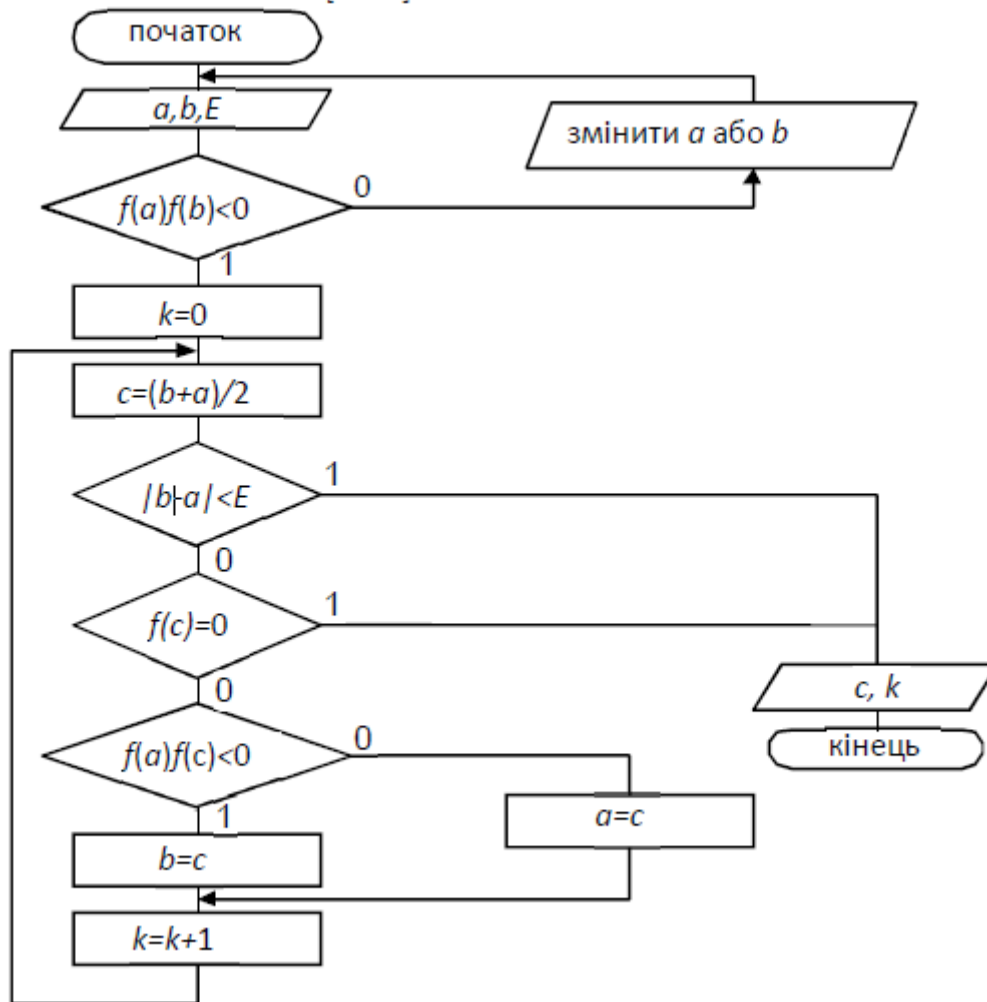 початок
a,b,E
змінити a або b
f(a)f(b)<0
0
1
k=0
c=(b+a)/2
|b-a|<E
1
0
f(c)=0
1
0
c, k
кінець
f(a)f(c)<0
0
1
a=c
b=c
k=k+1